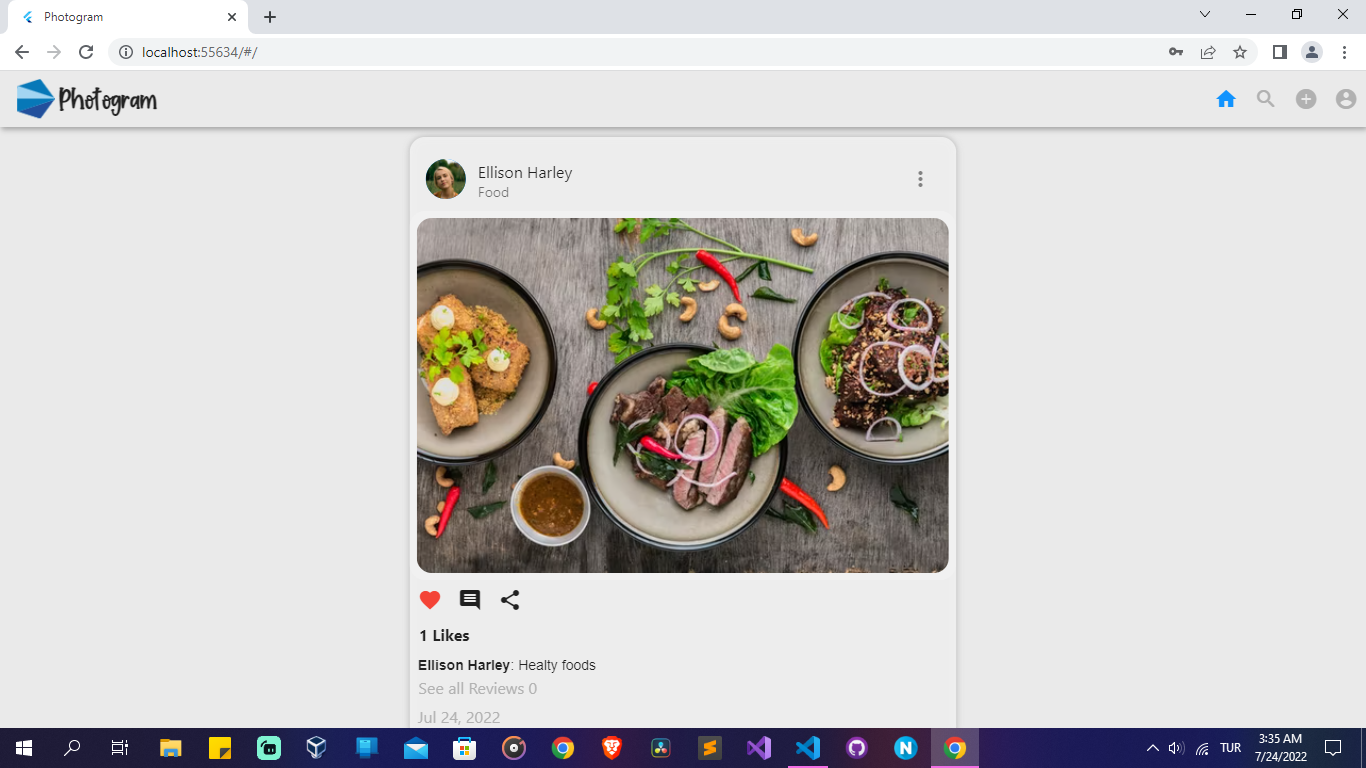 Photogram
localhost:55634/#/
Photogram
Ellison Harley
Food
1 Likes
Ellison Harley: Healty foods
See all Reviews 0
Jul 24, 2022
TUR
3:35 AM
7/24/2022